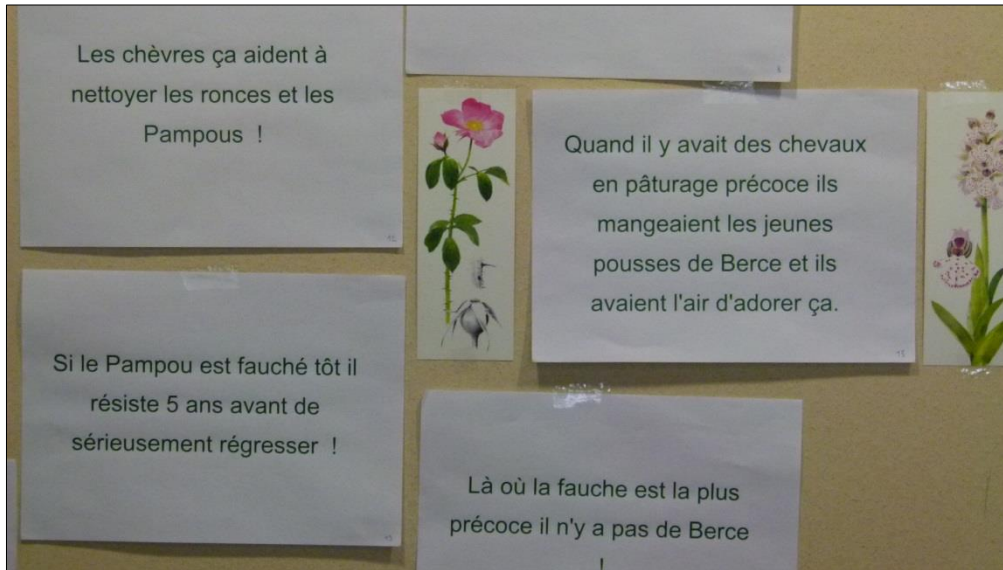 Les chèvres ça aident à
nettoyer les ronces et les
Pampous !
Quand il y avait des chevaux
en pâturage précoce ils
mangeaient les jeunes
pousses de Berce et ils
avaient l'air d'adorer ça.
Si le Pampou est fauché tôt il
résiste 5 ans avant de
sérieusement régresser !
Là où la fauche est la plus
précoce il n'y a pas de Berce
!